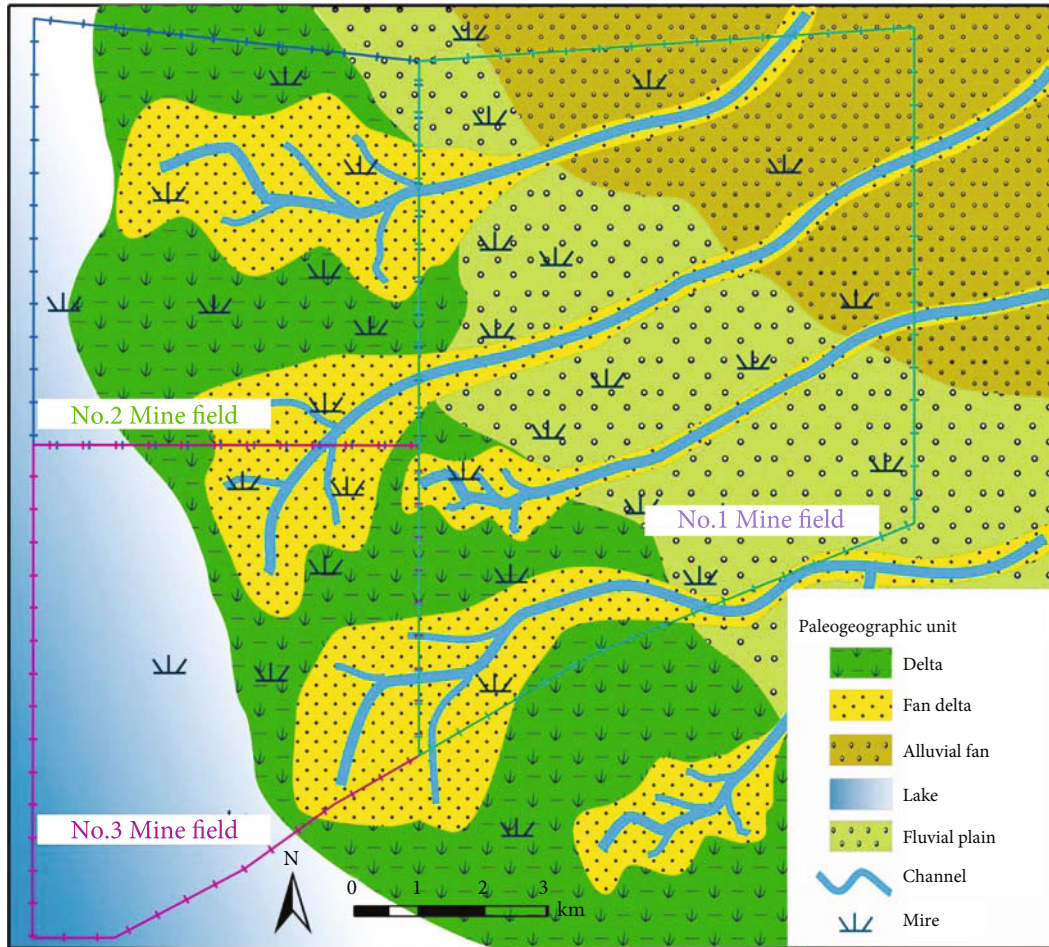 No.2 Mine field
No.1 Mine field
No.3 Mine field
N
0 1 2 3
km
Paleogeographic unit
Delta
Fan delta
Alluvial fan
Lake
Fluvial plain
Channel
Mire